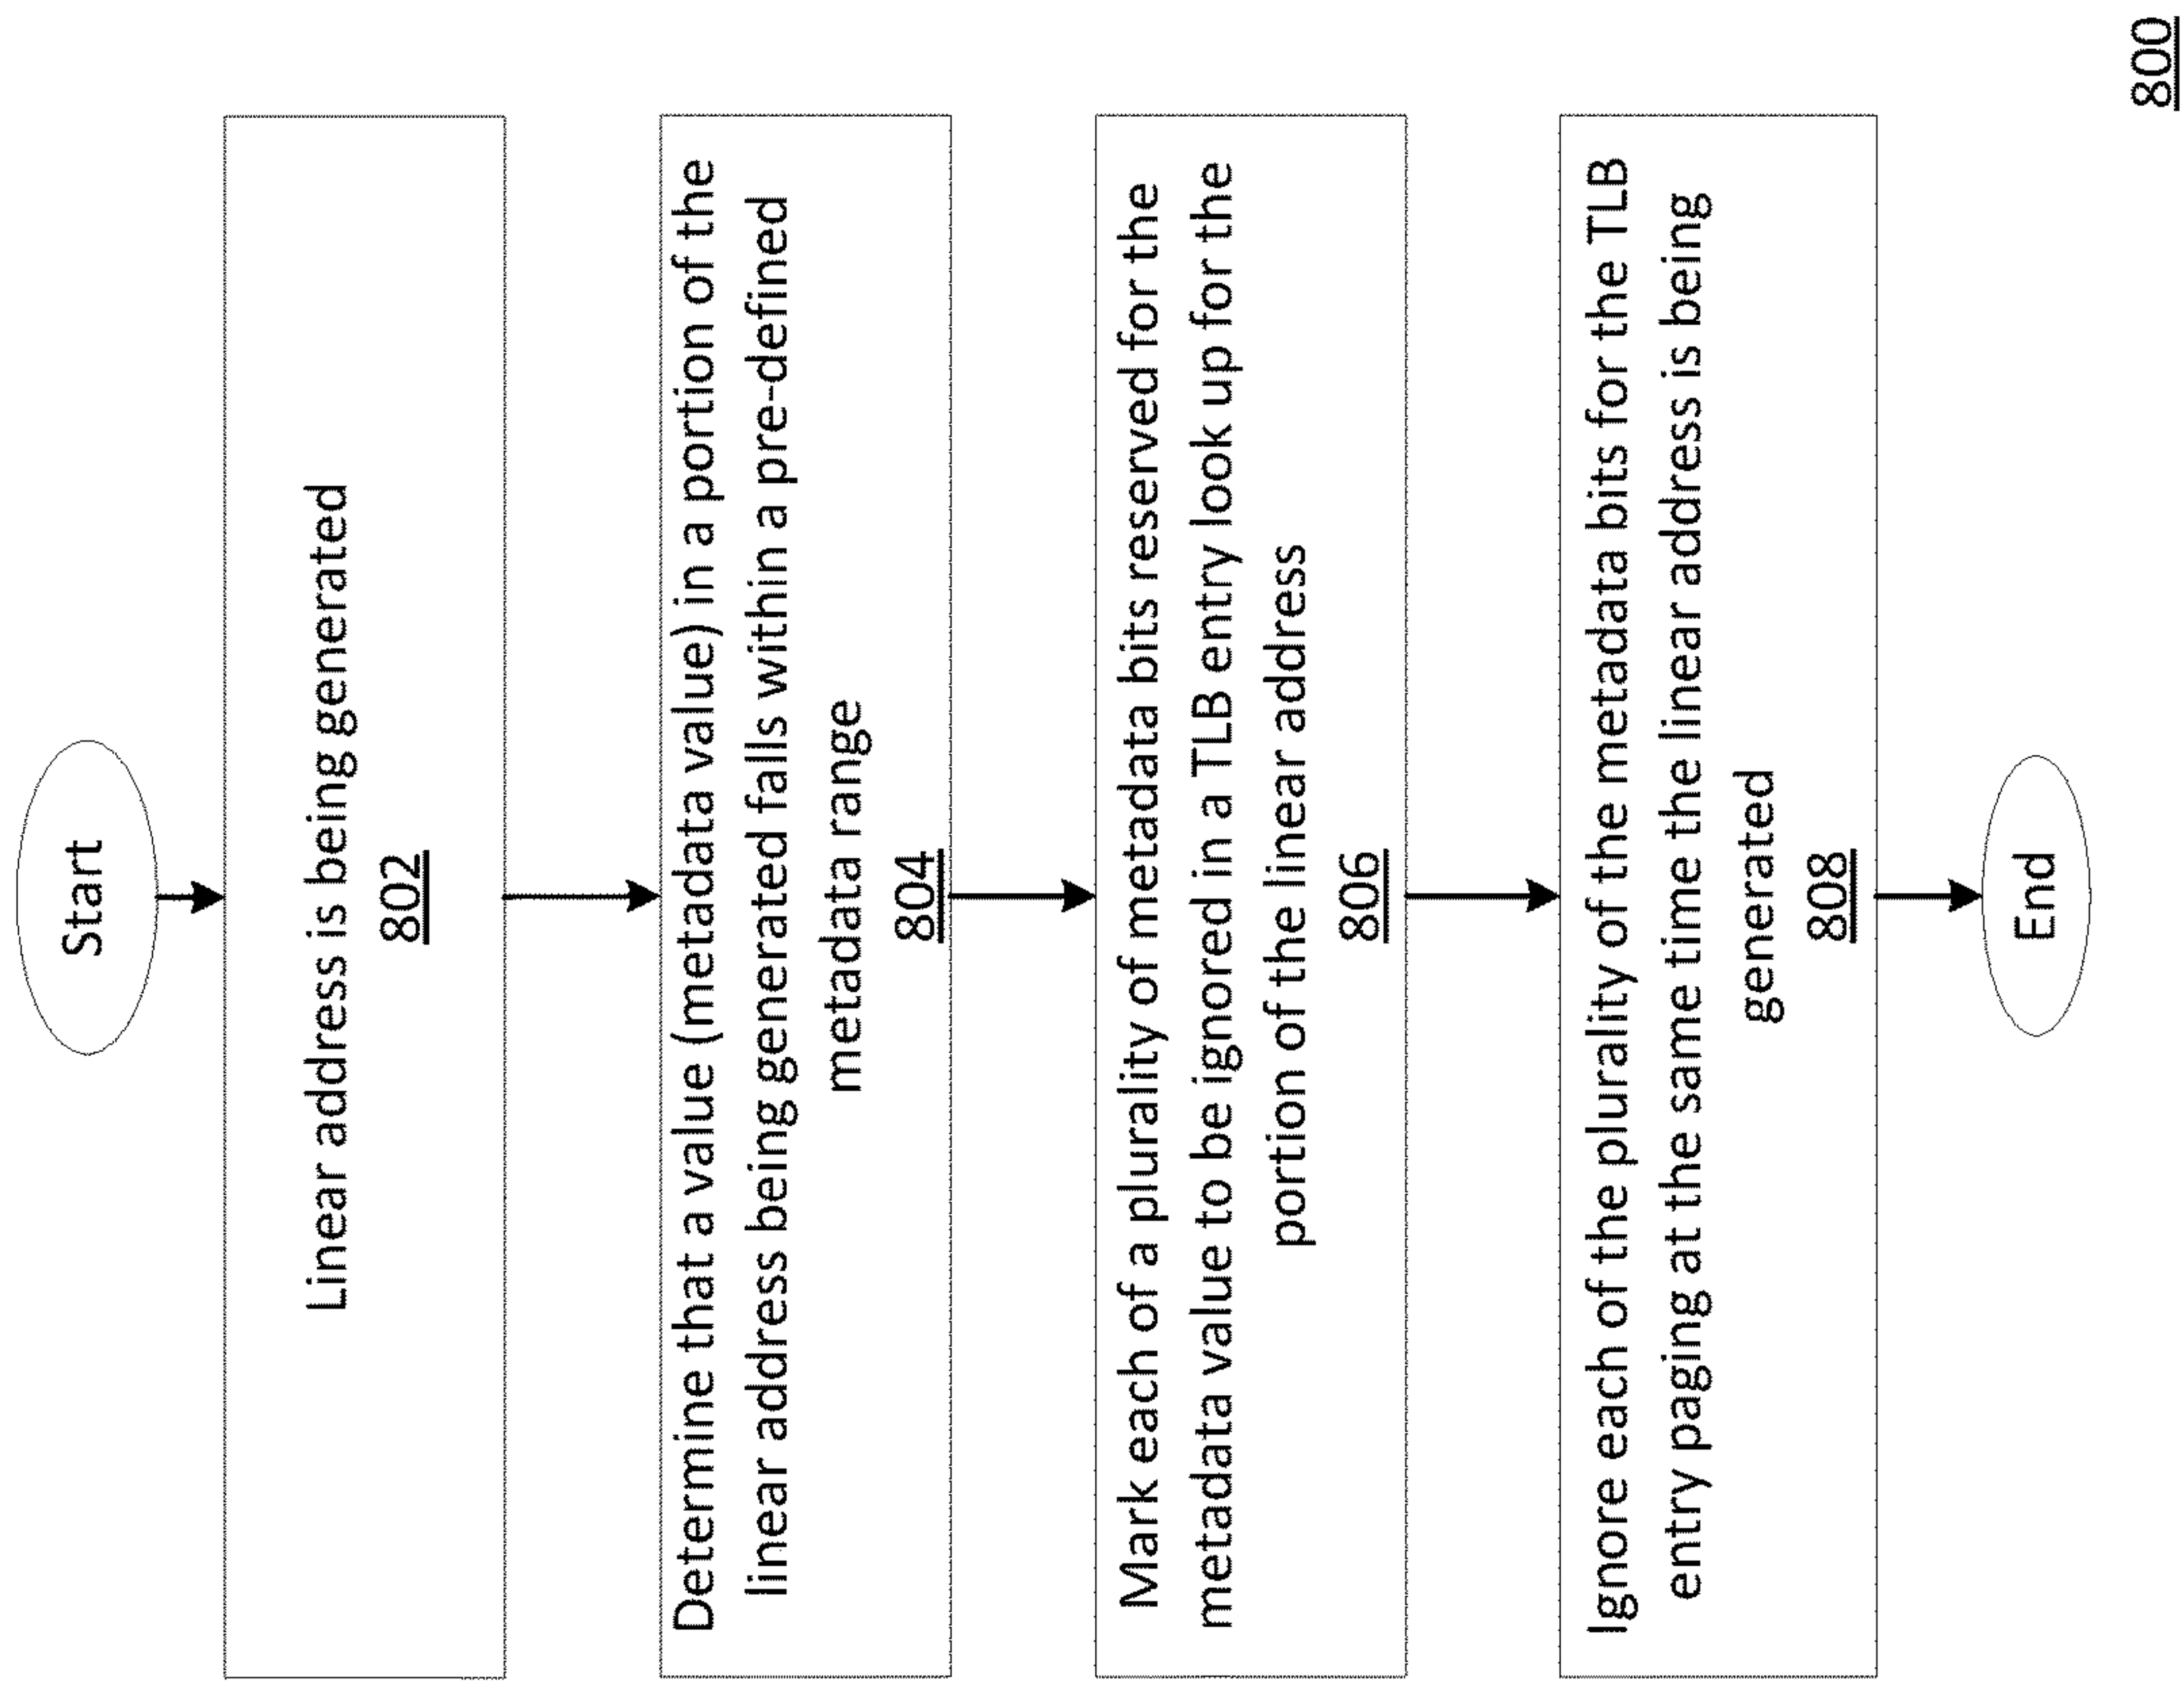 Start
Linear address is being generated
802
Determine that a value (metadata value) in a portion of the
linear address being generated falls within a pre-defined
metadata range
804
Mark each of a plurality of metadata bits reserved for the
metadata value to be ignored in a TLB entry look up for the
portion of the linear address
806
Ignore each of the plurality of the metadata bits for the TLB
entry paging at the same time the linear address is being
generated
808
End
800